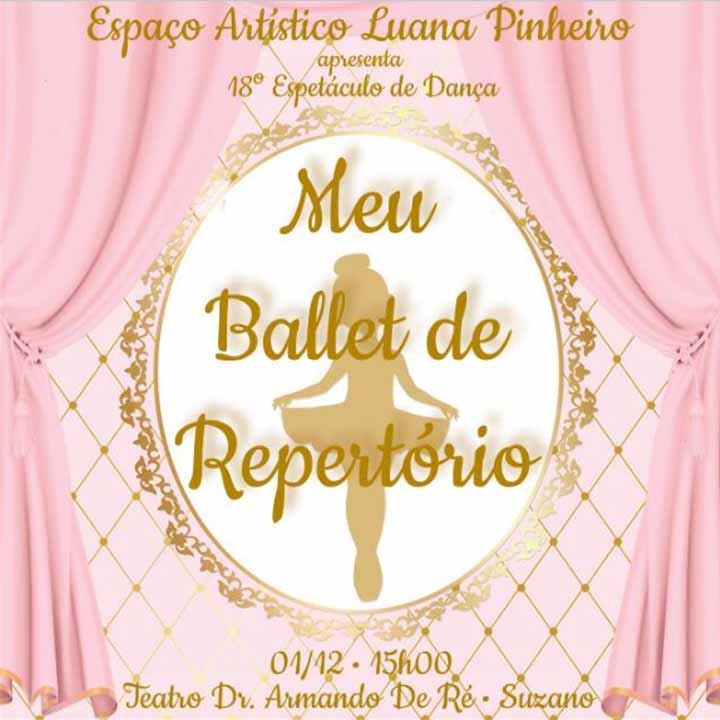 Espaço Artístico Luana Pinheiro
apresenta
18º Espetáculo de Dança
Meu
Ballet de
Repertório
01/12 • 15h00
Teatro Dr. Armando De Ré • Suzano